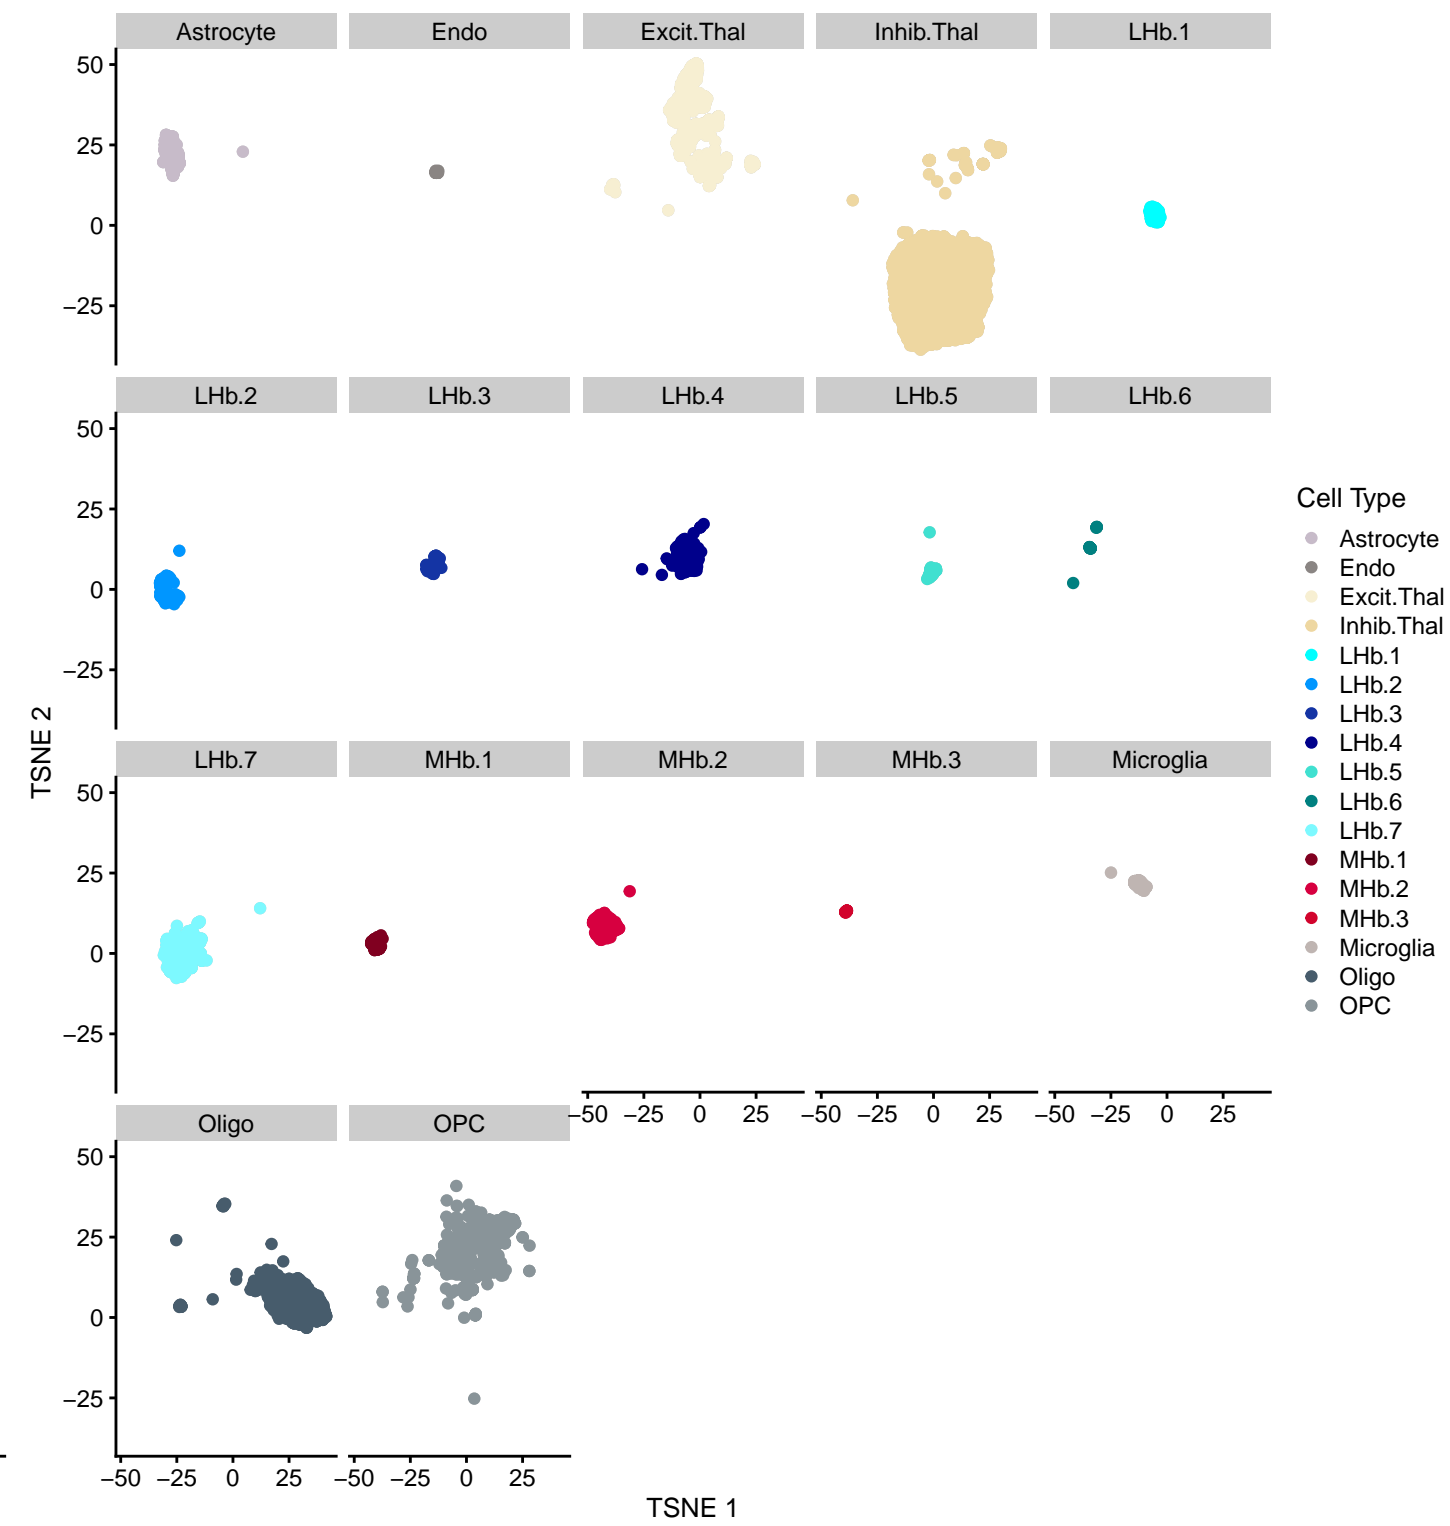 Astrocyte Endo Excit.Thal Inhib.Thal LHb.1
50
25
0
−25
LHb.2 LHb.3 LHb.4 LHb.5 LHb.6
50
25
0
−25
LHb.7 MHb.1 MHb.2 MHb.3 Microglia
50
25
0
−25
−50 −25 0 25 −50 −25 0 25 −50 −25 0 25
Oligo OPC
50
25
0
−25
−50 −25 0 25 −50 −25 0 25
TSNE 1
TSNE 2
Cell Type
Astrocyte
Endo
Excit.Thal
Inhib.Thal
LHb.1
LHb.2
LHb.3
LHb.4
LHb.5
LHb.6
LHb.7
MHb.1
MHb.2
MHb.3
Microglia
Oligo
OPC